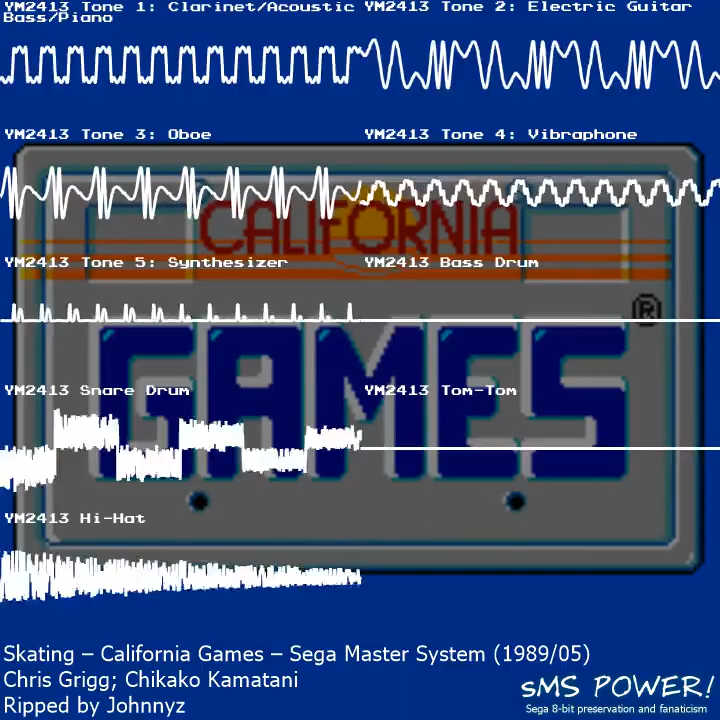 YM2413 Tone 1: Clarinet/Acoustic
Bass/Piano
YM2413 Tone 2: Electric Guitar
YM2413 Tone 3: Oboe
YM2413 Tone 4: Vibraphone
CALIFORNIA
YM2413 Tone 5: Synthesizer
YM2413 Bass Drum
®
GAMES
YM2413 Snare Drum
YM2413 Tom-Tom
YM2413 Hi-Hat
Skating – California Games – Sega Master System (1989/05)
Chris Grigg; Chikako Kamatani
Ripped by Johnnyz
sMS POWER!
Sega 8-bit preservation and fanaticism